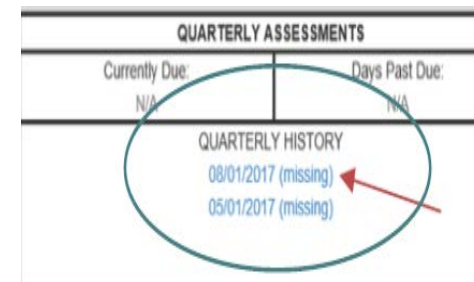 QUARTERLY ASSESSMENTS
Currently Due: Days Past Due:
N/A N/A
QUARTERLY HISTORY
08/01/2017 (missing)
05/01/2017 (missing)